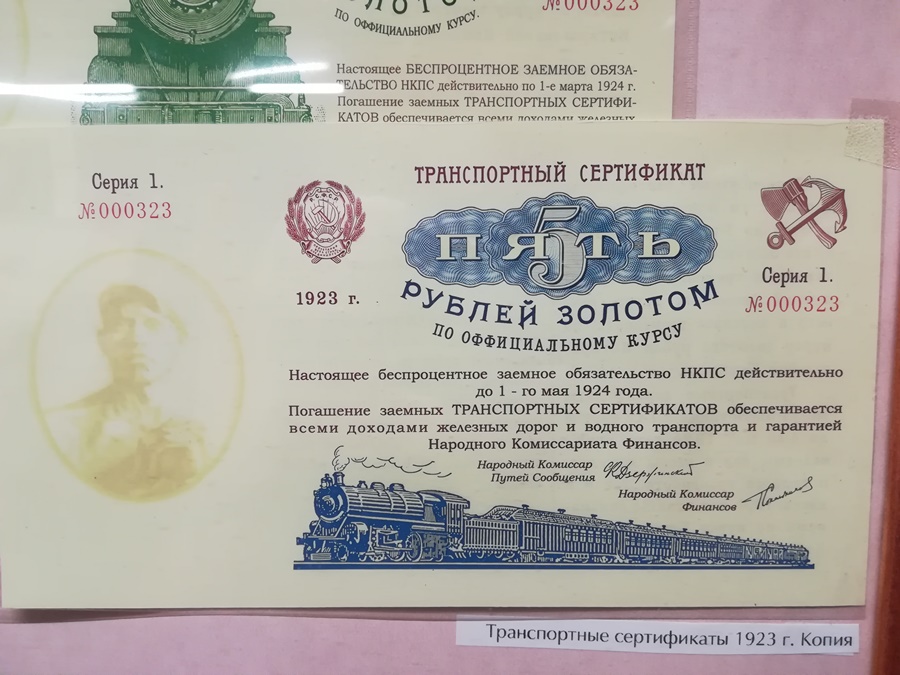 ЗОЛОТО
ПО ОФФИЦИАЛЬНОМУ КУРСУ.
№000323
Настоящее БЕСПРОЦЕНТНОЕ ЗАЕМНОЕ ОБЯЗА-
ТЕЛЬСТВО НКПС действительно по 1-е марта 1924 г.
Погашение заемных ТРАНСПОРТНЫХ СЕРТИФИ-
КАТОВ обеспечивается всеми доходами железных
Серия 1.
№000323
ТРАНСПОРТНЫЙ СЕРТИФИКАТ
5
ПЯТЬ
РУБЛЕЙ ЗОЛОТОМ
ПО ОФФИЦИАЛЬНОМУ КУРСУ
1923 г.
Серия 1.
№000323
Настоящее беспроцентное заемное обязательство НКПС действительно
до 1 - го мая 1924 года.
Погашение заемных ТРАНСПОРТНЫХ СЕРТИФИКАТОВ обеспечивается
всеми доходами железных дорог и водного транспорта и гарантией
Народного Комиссариата Финансов.
Народный Комиссар
Путей Сообщения
Народный Комиссар
Финансов
Транспортные сертификаты 1923 г. Копия